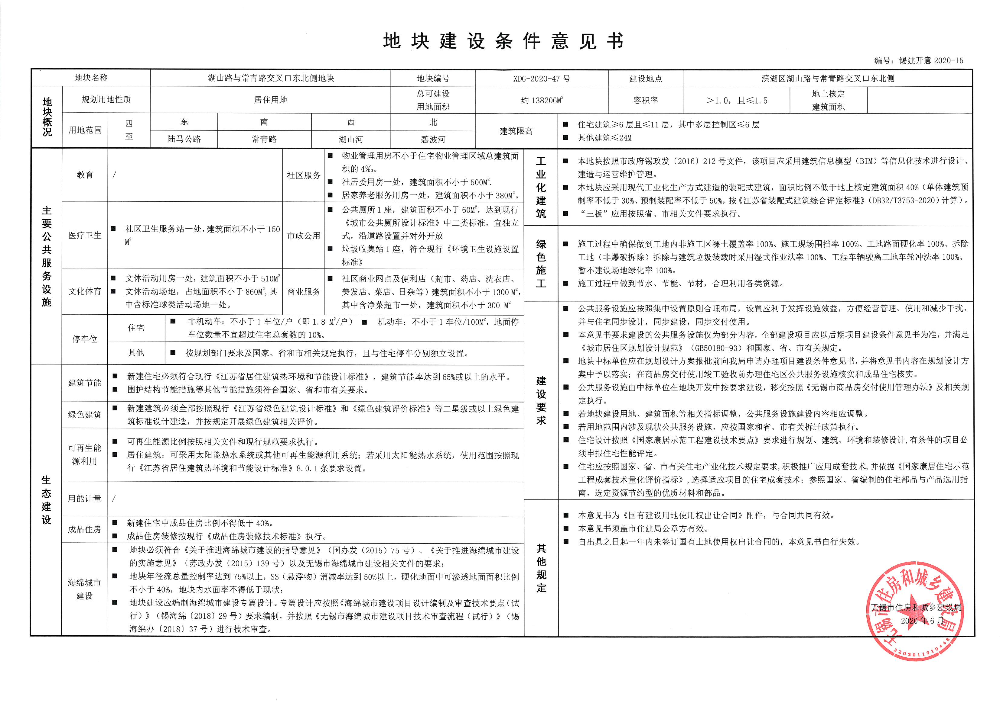 地块建设条件意见书
编号：锡建开意 2020-15
地块名称
湖山路与常青路交叉口东北侧地块
地块编号
XDG-2020-47 号
建设地点
滨湖区湖山路与常青路交叉口东北侧
地块概况
规划用地性质
居住用地
总可建设
用地面积
约 138206M²
容积率
＞1.0，且≤1.5
地上核定
建筑面积
用地范围
四
至
东
南
西
北
陆马公路
常青路
湖山河
碧波河
建筑限高
■ 住宅建筑≥6 层且≤11 层，其中多层控制区≤6 层
■ 其他建筑≤24M
主要公共服务设施
教育
/
社区服务
■ 物业管理用房不小于住宅物业管理区域总建筑面
积的 4‰。
■ 社居委用房一处，建筑面积不小于 500M².
■ 居家养老服务用房一处，建筑面积不小于 380M²。
医疗卫生
■ 社区卫生服务站一处，建筑面积不小于 150
M²
市政公用
■ 公共厕所 1 座，建筑面积不小于 60M²，达到现行
《城市公共厕所设计标准》中二类标准，宜独立
式，沿道路设置并对外开放
■ 垃圾收集站 1 座，符合现行《环境卫生设施设置
标准》
文化体育
■ 文体活动用房一处，建筑面积不小于 510M²
■ 文体活动场地，占地面积不小于 860M²,其
中含标准球类活动场地一处。
商业服务
■ 社区商业网点及便利店（超市、药店、洗衣店、
美发店、菜店、日杂等）建筑面积不小于 1300 M²,
其中含净菜超市一处，建筑面积不小于 300 M²
停车位
住宅
■ 非机动车：不小于 1 车位/户（即 1.8 M²/户） ■ 机动车：不小于 1 车位/100M²，地面停
车位数量不宜超过住宅总套数的 10%。
其他
■ 按规划部门要求及国家、省和市相关规定执行，且与住宅停车分别独立设置。
生态建设
建筑节能
■ 新建住宅必须符合现行《江苏省居住建筑热环境和节能设计标准》，建筑节能率达到 65%或以上的水平。
■ 围护结构节能措施等其他节能措施须符合国家、省和市有关要求。
绿色建筑
■ 新建建筑必须全部按照现行《江苏省绿色建筑设计标准》和《绿色建筑评价标准》等二星级或以上绿色建
筑标准设计建造，并按规定开展绿色建筑相关评价。
可再生能
源利用
■ 可再生能源比例按照相关文件和现行规范要求执行。
■ 居住建筑：可采用太阳能热水系统或其他可再生能源利用系统；若采用太阳能热水系统，使用范围按照现
行《江苏省居住建筑热环境和节能设计标准》8.0.1 条要求设置。
用能计量
/
成品住房
■ 新建住宅中成品住房比例不得低于 40%。
■ 成品住房装修按现行《成品住房装修技术标准》执行。
海绵城市
建设
■ 地块必须符合《关于推进海绵城市建设的指导意见》（国办发（2015）75 号）、《关于推进海绵城市建设
的实施意见》（苏政办发（2015）139 号）以及无锡市海绵城市建设相关文件的要求；
■ 地块年径流总量控制率达到 75%以上，SS（悬浮物）消减率达到 50%以上，硬化地面中可渗透地面面积比例
不小于 40%，地块内水面率不得低于现状；
■ 地块建设应编制海绵城市建设专篇设计。专篇设计应按照《海绵城市建设项目设计编制及审查技术要点（试
行）》（锡海绵〔2018〕29 号）要求编制，并按照《无锡市海绵城市建设项目技术审查流程（试行）》（锡
海绵办〔2018〕37 号）进行技术审查。
工业化建筑
■ 本地块按照市政府锡政发〔2016〕212 号文件，该项目应采用建筑信息模型（BIM）等信息化技术进行设计、
建造与运营维护管理。
■ 本地块应采用现代工业化生产方式建造的装配式建筑，面积比例不低于地上核定建筑面积 40%（单体建筑预
制率不低于 30%、预制装配率不低于 50%，按《江苏省装配式建筑综合评定标准》（DB32/T3753-2020）计算）。
■ “三板”应用按照省、市相关文件要求执行。
绿色施工
■ 施工过程中确保做到工地内非施工区裸土覆盖率 100%、施工现场围挡率 100%、工地路面硬化率 100%、拆除
工地（非爆破拆除）拆除与建筑垃圾装载时采用湿式作业法率 100%、工程车辆驶离工地车轮冲洗率 100%、
暂不建设场地绿化率 100%。
■ 施工过程中做到节水、节能、节材，合理利用各类资源。
建设要求
■ 公共服务设施应按照集中设置原则合理布局，设置应利于发挥设施效益，方便经营管理、使用和减少干扰，
并与住宅同步设计，同步建设，同步交付使用。
■ 本意见书要求建设的公共服务设施仅为部分内容，全部建设项目应以后期项目建设条件意见书为准，并满足
《城市居住区规划设计规范》（GB50180-93）和国家、省、市有关规定。
■ 地块中标单位应在规划设计方案报批前向我局申请办理项目建设条件意见书，并将意见书内容在规划设计方
案中予以落实；在商品房交付使用竣工验收前办理住宅区公共服务设施核实和成品住宅核实。
■ 公共服务设施由中标单位在地块开发中按要求建设，移交按照《无锡市商品房交付使用管理办法》及相关规
定执行。
■ 若地块建设用地、建筑面积等相关指标调整，公共服务设施建设内容相应调整。
■ 若用地范围内涉及现状公共服务设施，应按国家和省、市有关拆迁政策执行。
■ 住宅设计按照《国家康居示范工程建设技术要点》要求进行规划、建筑、环境和装修设计,有条件的项目必
须申报住宅性能评定。
■ 住宅应按照国家、省、市有关住宅产业化技术规定要求,积极推广应用成套技术,并依据《国家康居住宅示范
工程成套技术量化评价指标》,选择适应项目的住宅成套技术；参照国家、省编制的住宅部品与产品选用指
南，选定资源节约型的优质材料和部品。
其他规定
■ 本意见书为《国有建设用地使用权出让合同》附件，与合同共同有效。
■ 本意见书须盖市住建局公章方有效。
■ 自出具之日起一年内未签订国有土地使用权出让合同的，本意见书自行失效。
无锡市住房和城乡建设局
2020 年 6 月
无锡市住房和城乡建设局
3202011910448